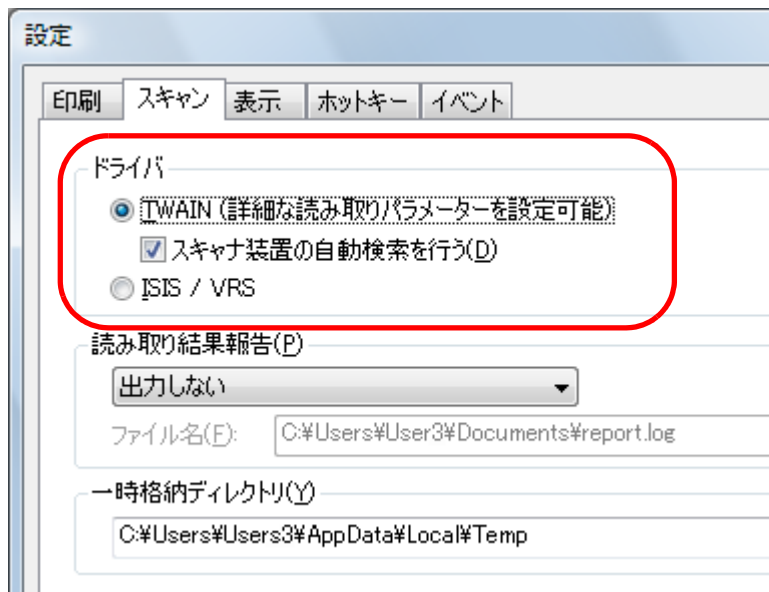 設定
印刷 スキャン 表示 ホットキー イベント
ドライバ
TWAIN (詳細な読み取りパラメーターを設定可能)
スキャナ装置の自動検索を行う(D)
ISIS / VRS
読み取り結果報告(P)
出力しない
ファイル名(F): C:¥Users¥User3¥Documents¥report.log
一時格納ディレクトリ(Y)
C:¥Users¥Users3¥AppData¥Local¥Temp